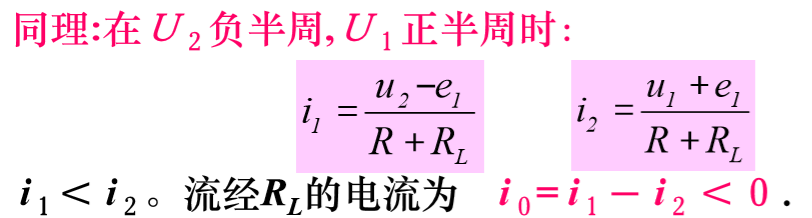 同理:在 U₂ 负半周, U₁ 正半周时:
i₁ = (u₂ − e₁)/(R + R_L)    i₂ = (u₁ + e₁)/(R + R_L)
i₁ < i₂。流经R_L的电流为 i₀ = i₁ − i₂ < 0 .